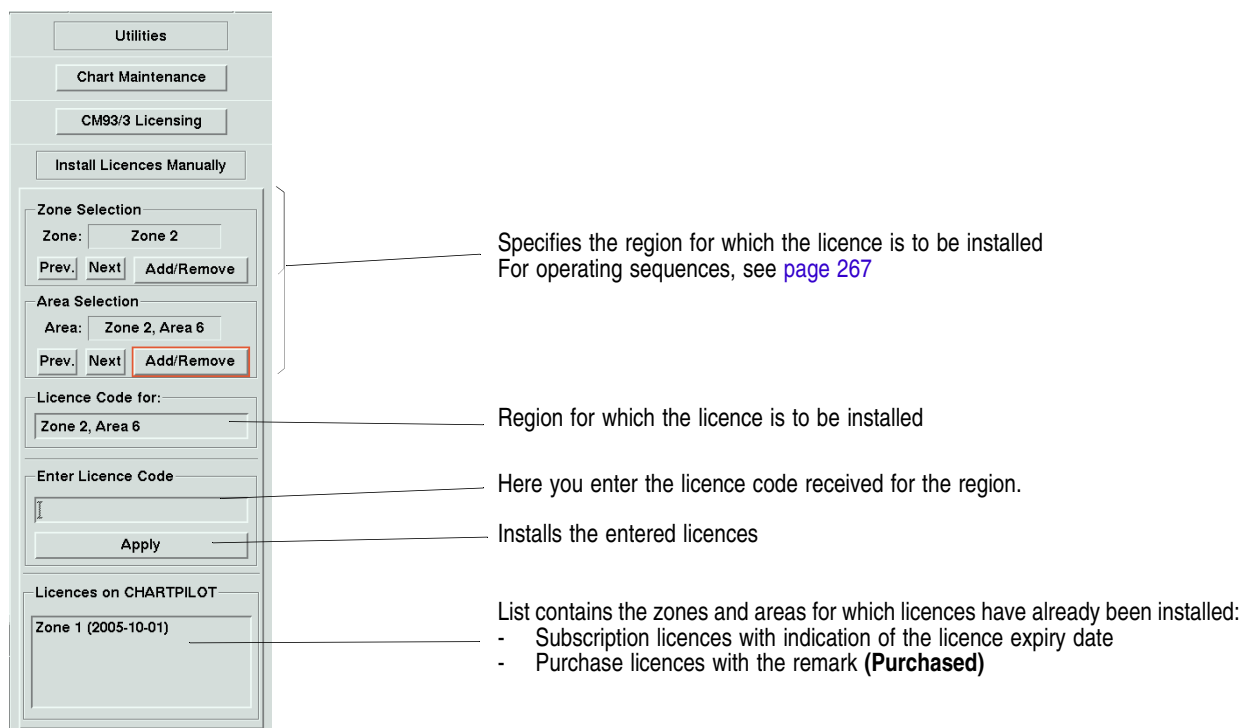 Utilities
Chart Maintenance
CM93/3 Licensing
Install Licences Manually
Zone Selection
Zone: Zone 2
Prev. Next Add/Remove
Area Selection
Area: Zone 2, Area 6
Prev. Next Add/Remove
Licence Code for:
Zone 2, Area 6
Enter Licence Code
Apply
Licences on CHARTPILOT
Zone 1 (2005-10-01)
Specifies the region for which the licence is to be installed
For operating sequences, see page 267
Region for which the licence is to be installed
Here you enter the licence code received for the region.
Installs the entered licences
List contains the zones and areas for which licences have already been installed:
- Subscription licences with indication of the licence expiry date
- Purchase licences with the remark (Purchased)